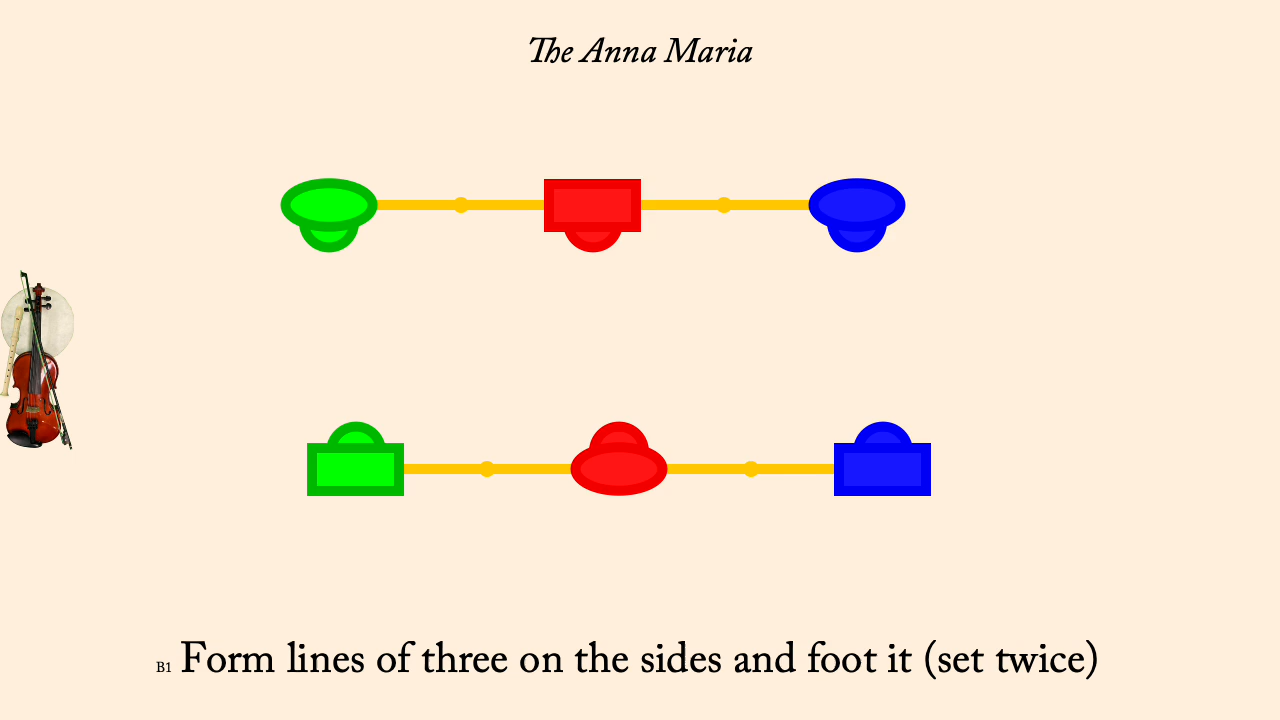 The Anna Maria
B1 Form lines of three on the sides and foot it (set twice)